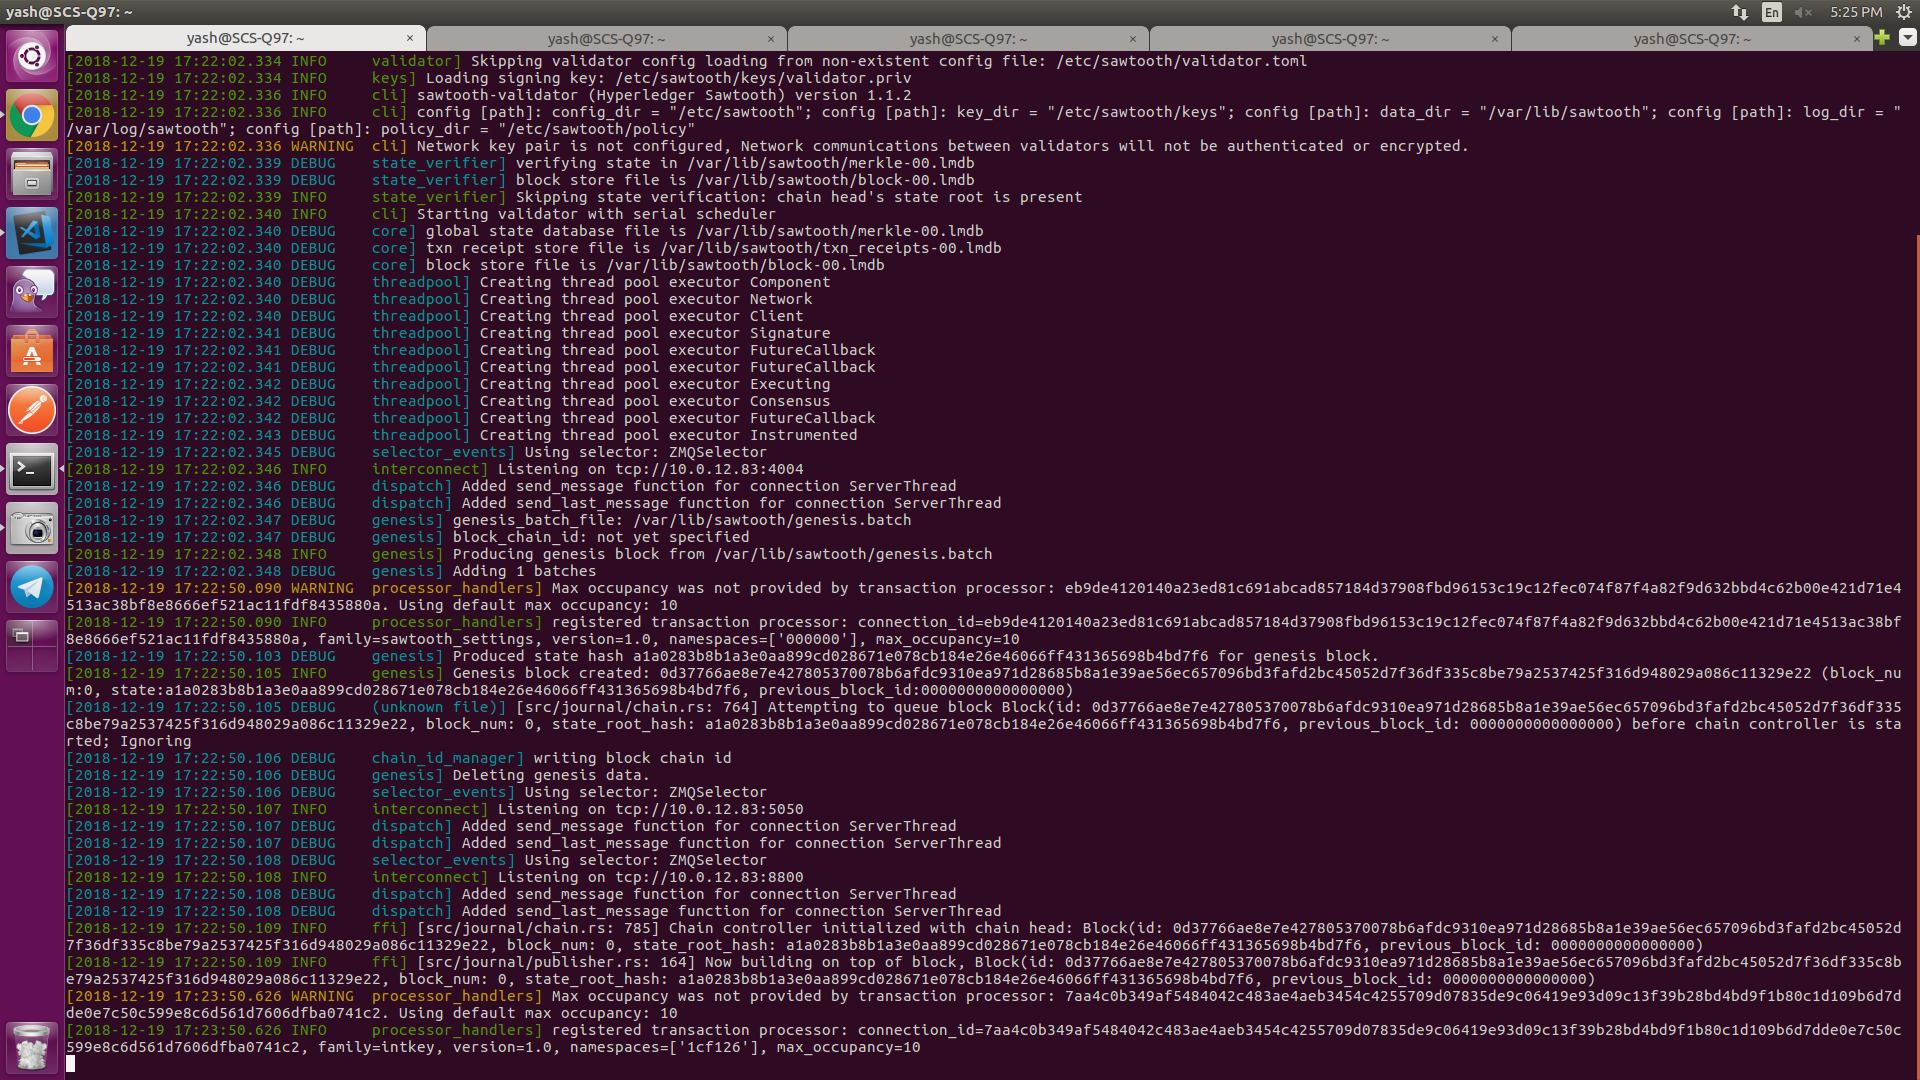 yash@SCS-Q97: ~
En
5:25 PM
yash@SCS-Q97: ~ × yash@SCS-Q97: ~ × yash@SCS-Q97: ~ × yash@SCS-Q97: ~ × yash@SCS-Q97: ~ ×
[2018-12-19 17:22:02.334 INFO     validator] Skipping validator config loading from non-existent config file: /etc/sawtooth/validator.toml
[2018-12-19 17:22:02.336 INFO     keys] Loading signing key: /etc/sawtooth/keys/validator.priv
[2018-12-19 17:22:02.336 INFO     cli] sawtooth-validator (Hyperledger Sawtooth) version 1.1.2
[2018-12-19 17:22:02.336 INFO     cli] config [path]: config_dir = "/etc/sawtooth"; config [path]: key_dir = "/etc/sawtooth/keys"; config [path]: data_dir = "/var/lib/sawtooth"; config [path]: log_dir = "
/var/log/sawtooth"; config [path]: policy_dir = "/etc/sawtooth/policy"
[2018-12-19 17:22:02.336 WARNING  cli] Network key pair is not configured, Network communications between validators will not be authenticated or encrypted.
[2018-12-19 17:22:02.339 DEBUG    state_verifier] verifying state in /var/lib/sawtooth/merkle-00.lmdb
[2018-12-19 17:22:02.339 DEBUG    state_verifier] block store file is /var/lib/sawtooth/block-00.lmdb
[2018-12-19 17:22:02.339 INFO     state_verifier] Skipping state verification: chain head's state root is present
[2018-12-19 17:22:02.340 INFO     cli] Starting validator with serial scheduler
[2018-12-19 17:22:02.340 DEBUG    core] global state database file is /var/lib/sawtooth/merkle-00.lmdb
[2018-12-19 17:22:02.340 DEBUG    core] txn receipt store file is /var/lib/sawtooth/txn_receipts-00.lmdb
[2018-12-19 17:22:02.340 DEBUG    core] block store file is /var/lib/sawtooth/block-00.lmdb
[2018-12-19 17:22:02.340 DEBUG    threadpool] Creating thread pool executor Component
[2018-12-19 17:22:02.340 DEBUG    threadpool] Creating thread pool executor Network
[2018-12-19 17:22:02.340 DEBUG    threadpool] Creating thread pool executor Client
[2018-12-19 17:22:02.341 DEBUG    threadpool] Creating thread pool executor Signature
[2018-12-19 17:22:02.341 DEBUG    threadpool] Creating thread pool executor FutureCallback
[2018-12-19 17:22:02.341 DEBUG    threadpool] Creating thread pool executor FutureCallback
[2018-12-19 17:22:02.342 DEBUG    threadpool] Creating thread pool executor Executing
[2018-12-19 17:22:02.342 DEBUG    threadpool] Creating thread pool executor Consensus
[2018-12-19 17:22:02.342 DEBUG    threadpool] Creating thread pool executor FutureCallback
[2018-12-19 17:22:02.343 DEBUG    threadpool] Creating thread pool executor Instrumented
[2018-12-19 17:22:02.345 DEBUG    selector_events] Using selector: ZMQSelector
[2018-12-19 17:22:02.346 INFO     interconnect] Listening on tcp://10.0.12.83:4004
[2018-12-19 17:22:02.346 DEBUG    dispatch] Added send_message function for connection ServerThread
[2018-12-19 17:22:02.346 DEBUG    dispatch] Added send_last_message function for connection ServerThread
[2018-12-19 17:22:02.347 DEBUG    genesis] genesis_batch_file: /var/lib/sawtooth/genesis.batch
[2018-12-19 17:22:02.347 DEBUG    genesis] block_chain_id: not yet specified
[2018-12-19 17:22:02.348 INFO     genesis] Producing genesis block from /var/lib/sawtooth/genesis.batch
[2018-12-19 17:22:02.348 DEBUG    genesis] Adding 1 batches
[2018-12-19 17:22:50.090 WARNING  processor_handlers] Max occupancy was not provided by transaction processor: eb9de4120140a23ed81c691abcad857184d37908fbd96153c19c12fec074f87f4a82f9d632bbd4c62b00e421d71e4
513ac38bf8e8666ef521ac11fdf8435880a. Using default max occupancy: 10
[2018-12-19 17:22:50.090 INFO     processor_handlers] registered transaction processor: connection_id=eb9de4120140a23ed81c691abcad857184d37908fbd96153c19c12fec074f87f4a82f9d632bbd4c62b00e421d71e4513ac38bf
8e8666ef521ac11fdf8435880a, family=sawtooth_settings, version=1.0, namespaces=['000000'], max_occupancy=10
[2018-12-19 17:22:50.103 DEBUG    genesis] Produced state hash a1a0283b8b1a3e0aa899cd028671e078cb184e26e46066ff431365698b4bd7f6 for genesis block.
[2018-12-19 17:22:50.105 INFO     genesis] Genesis block created: 0d37766ae8e7e427805370078b6afdc9310ea971d28685b8a1e39ae56ec657096bd3fafd2bc45052d7f36df335c8be79a2537425f316d948029a086c11329e22 (block_nu
m:0, state:a1a0283b8b1a3e0aa899cd028671e078cb184e26e46066ff431365698b4bd7f6, previous_block_id:0000000000000000)
[2018-12-19 17:22:50.105 DEBUG    (unknown file)] [src/journal/chain.rs: 764] Attempting to queue block Block(id: 0d37766ae8e7e427805370078b6afdc9310ea971d28685b8a1e39ae56ec657096bd3fafd2bc45052d7f36df335
c8be79a2537425f316d948029a086c11329e22, block_num: 0, state_root_hash: a1a0283b8b1a3e0aa899cd028671e078cb184e26e46066ff431365698b4bd7f6, previous_block_id: 0000000000000000) before chain controller is sta
rted; Ignoring
[2018-12-19 17:22:50.106 DEBUG    chain_id_manager] writing block chain id
[2018-12-19 17:22:50.106 DEBUG    genesis] Deleting genesis data.
[2018-12-19 17:22:50.106 DEBUG    selector_events] Using selector: ZMQSelector
[2018-12-19 17:22:50.107 INFO     interconnect] Listening on tcp://10.0.12.83:5050
[2018-12-19 17:22:50.107 DEBUG    dispatch] Added send_message function for connection ServerThread
[2018-12-19 17:22:50.107 DEBUG    dispatch] Added send_last_message function for connection ServerThread
[2018-12-19 17:22:50.108 DEBUG    selector_events] Using selector: ZMQSelector
[2018-12-19 17:22:50.108 INFO     interconnect] Listening on tcp://10.0.12.83:8800
[2018-12-19 17:22:50.108 DEBUG    dispatch] Added send_message function for connection ServerThread
[2018-12-19 17:22:50.108 DEBUG    dispatch] Added send_last_message function for connection ServerThread
[2018-12-19 17:22:50.109 INFO     ffi] [src/journal/chain.rs: 785] Chain controller initialized with chain head: Block(id: 0d37766ae8e7e427805370078b6afdc9310ea971d28685b8a1e39ae56ec657096bd3fafd2bc45052d
7f36df335c8be79a2537425f316d948029a086c11329e22, block_num: 0, state_root_hash: a1a0283b8b1a3e0aa899cd028671e078cb184e26e46066ff431365698b4bd7f6, previous_block_id: 0000000000000000)
[2018-12-19 17:22:50.109 INFO     ffi] [src/journal/publisher.rs: 164] Now building on top of block, Block(id: 0d37766ae8e7e427805370078b6afdc9310ea971d28685b8a1e39ae56ec657096bd3fafd2bc45052d7f36df335c8b
e79a2537425f316d948029a086c11329e22, block_num: 0, state_root_hash: a1a0283b8b1a3e0aa899cd028671e078cb184e26e46066ff431365698b4bd7f6, previous_block_id: 0000000000000000)
[2018-12-19 17:23:50.626 WARNING  processor_handlers] Max occupancy was not provided by transaction processor: 7aa4c0b349af5484042c483ae4aeb3454c4255709d07835de9c06419e93d09c13f39b28bd4bd9f1b80c1d109b6d7d
de0e7c50c599e8c6d561d7606dfba0741c2. Using default max occupancy: 10
[2018-12-19 17:23:50.626 INFO     processor_handlers] registered transaction processor: connection_id=7aa4c0b349af5484042c483ae4aeb3454c4255709d07835de9c06419e93d09c13f39b28bd4bd9f1b80c1d109b6d7dde0e7c50c
599e8c6d561d7606dfba0741c2, family=intkey, version=1.0, namespaces=['1cf126'], max_occupancy=10